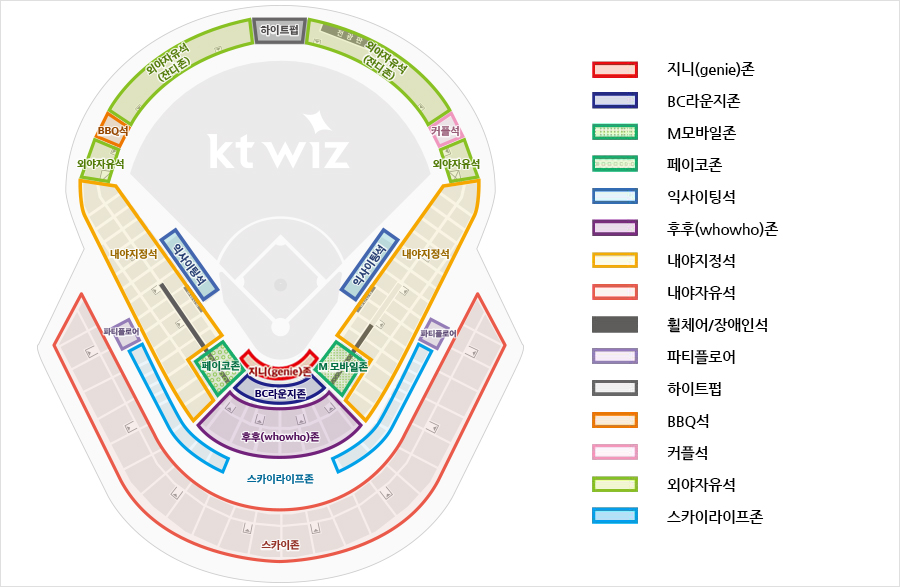 하이트펍
전광판
외야자유석
(잔디존)
외야자유석
(잔디존)
BBQ석
커플석
외야자유석
외야자유석
kt wiz
내야지정석
익사이팅석
익사이팅석
내야지정석
파티플로어
파티플로어
페이코존
지니(genie)존
M 모바일존
BC라운지존
후후(whowho)존
스카이라이프존
스카이존
지니(genie)존
BC라운지존
M모바일존
페이코존
익사이팅석
후후(whowho)존
내야지정석
내야자유석
휠체어/장애인석
파티플로어
하이트펍
BBQ석
커플석
외야자유석
스카이라이프존